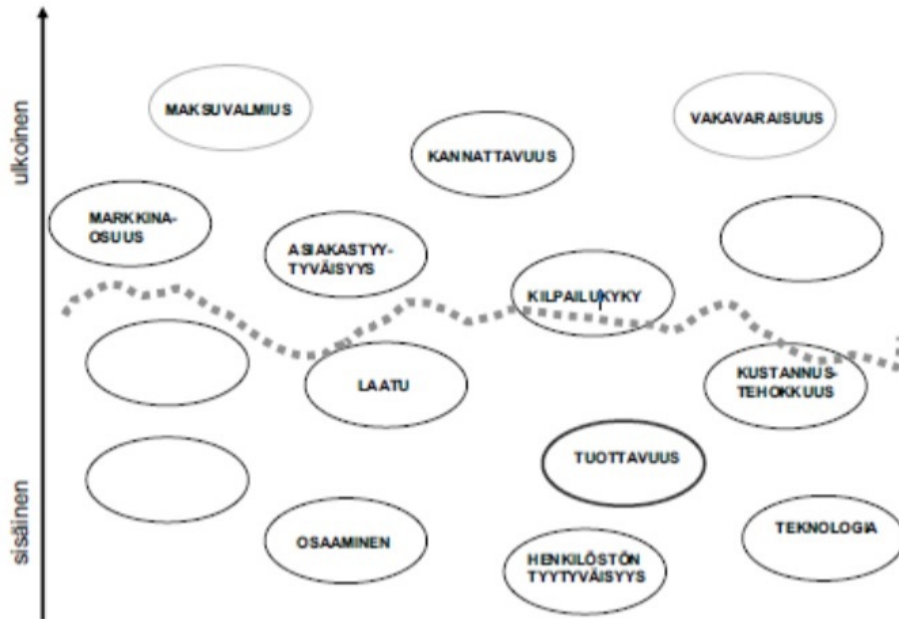 ulkoinen
MAKSUVALMIUS
VAKAVARAISUUS
KANNATTAVUUS
MARKKINA-
OSUUS
ASIAKASTYY-
TYVÄISYYS
KILPAILUKYKY
LAATU
KUSTANNUS-
TEHOKKUUS
TUOTTAVUUS
sisäinen
OSAAMINEN
HENKILÖSTÖN
TYYTYVÄISYYS
TEKNOLOGIA